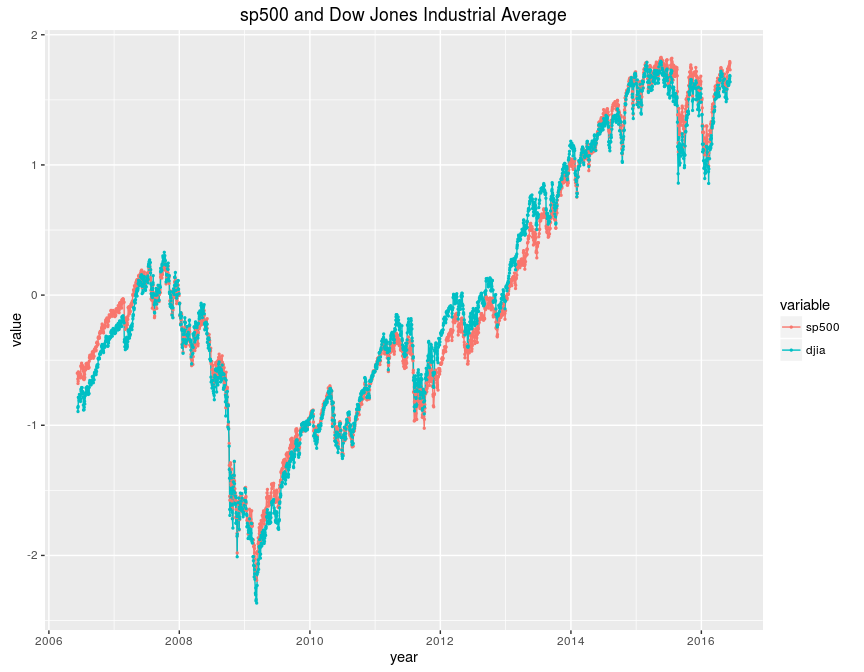 sp500 and Dow Jones Industrial Average
value
2
1
0
-1
-2
2006 2008 2010 2012 2014 2016
year
variable
sp500
djia